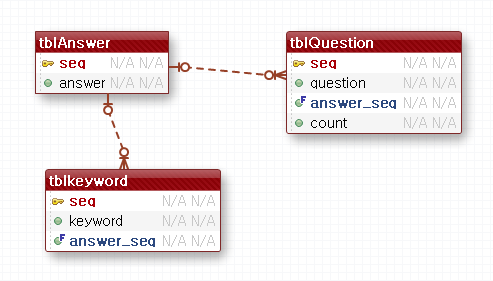 tblAnswer
seq N/A N/A
answer N/A N/A
tblQuestion
seq N/A N/A
question N/A N/A
answer_seq N/A N/A
count N/A N/A
tblkeyword
seq N/A N/A
keyword N/A N/A
answer_seq N/A N/A